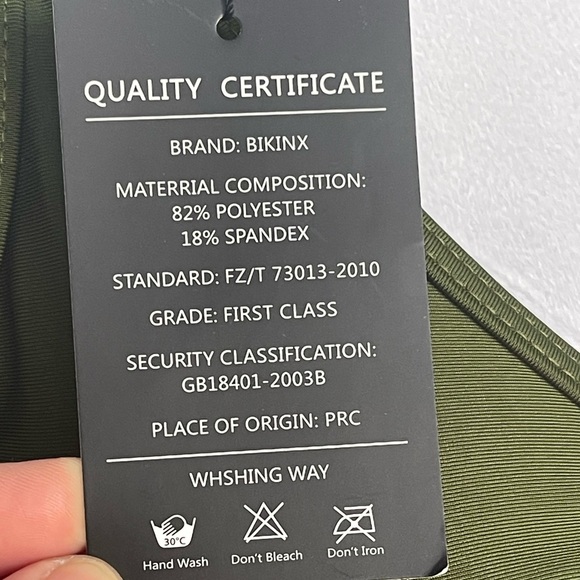 QUALITY CERTIFICATE
BRAND: BIKINX
MATERRIAL COMPOSITION:
82% POLYESTER
18% SPANDEX
STANDARD: FZ/T 73013-2010
GRADE: FIRST CLASS
SECURITY CLASSIFICATION:
GB18401-2003B
PLACE OF ORIGIN: PRC
WHSHING WAY
30°C
Hand Wash
Don't Bleach
Don't Iron